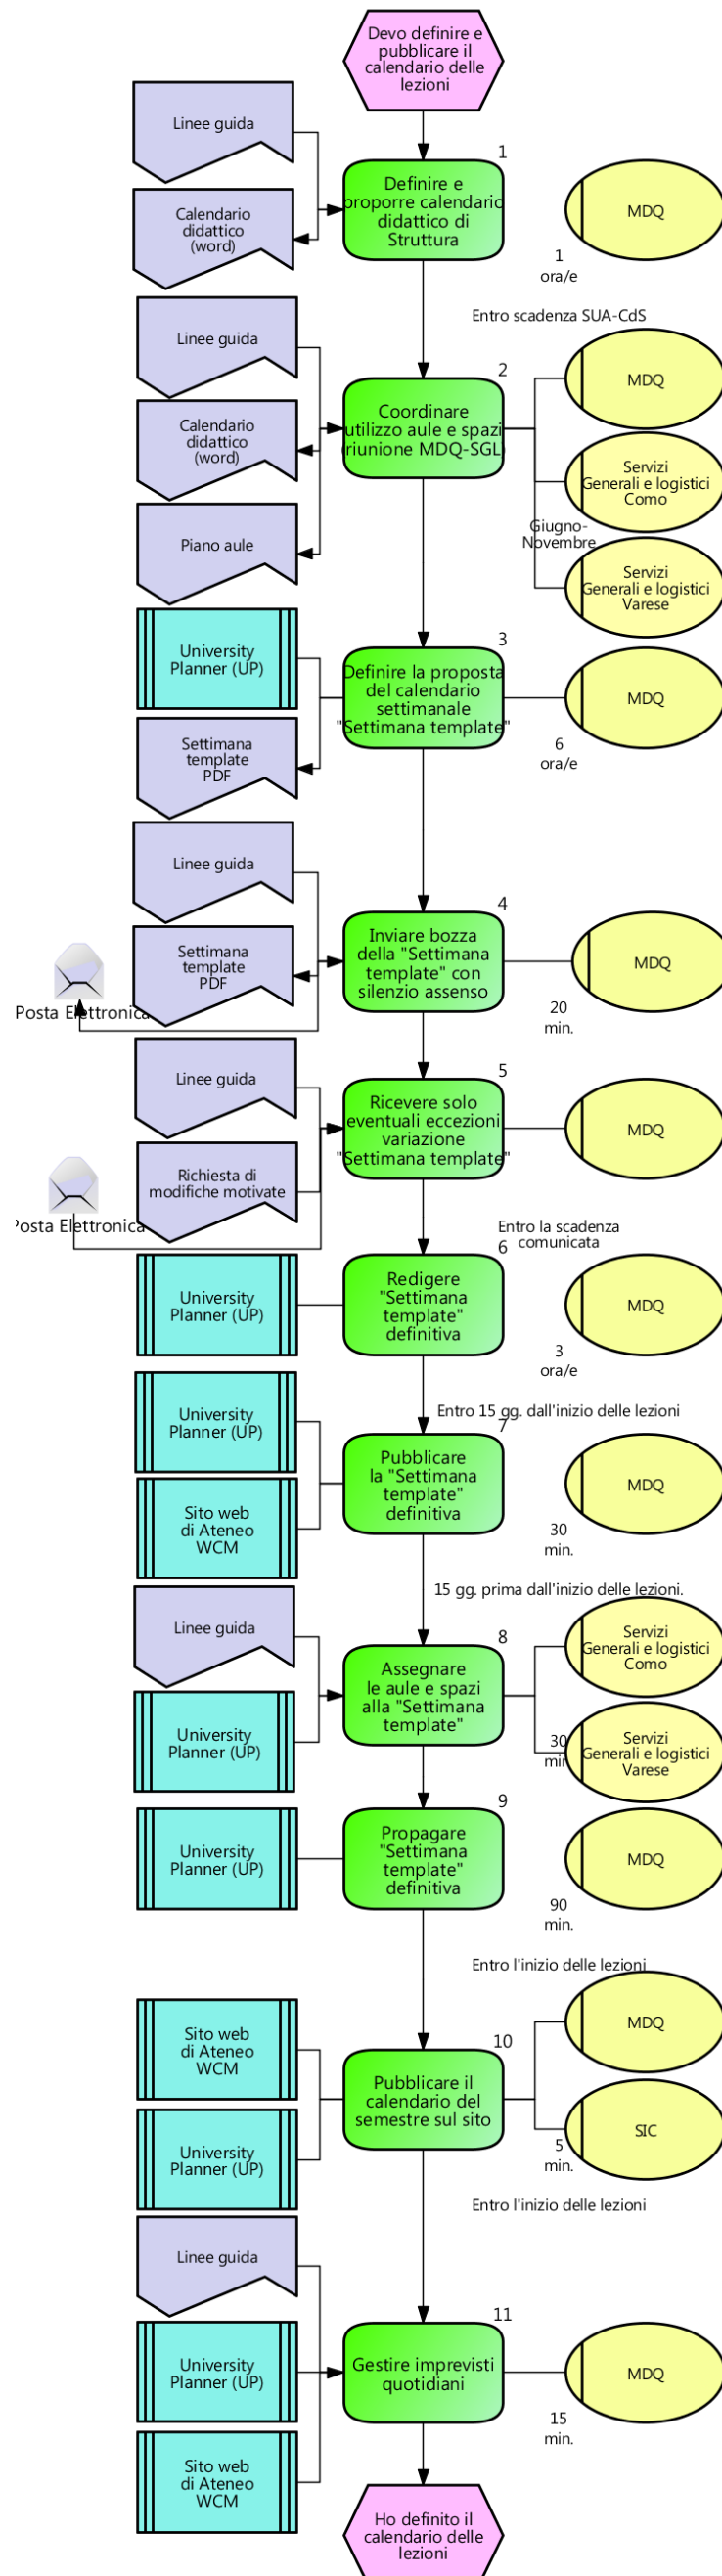 Devo definire e
pubblicare il
calendario delle
lezioni
Linee guida
1
Definire e
proporre calendario
didattico di
Struttura
MDQ
Calendario
didattico
(word)
1
ora/e
Entro scadenza SUA-CdS
Linee guida
2
Coordinare
utilizzo aule e spazi
(riunione MDQ-SGL)
MDQ
Calendario
didattico
(word)
Servizi
Generali e logistici
Como
Giugno-
Novembre
Piano aule
Servizi
Generali e logistici
Varese
University
Planner (UP)
3
Definire la proposta
del calendario
settimanale
"Settimana template"
MDQ
6
ora/e
Settimana
template
PDF
Linee guida
4
Inviare bozza
della "Settimana
template" con
silenzio assenso
MDQ
Settimana
template
PDF
Posta Elettronica
20
min.
Linee guida
5
Ricevere solo
eventuali eccezioni
variazione
"Settimana template"
MDQ
Richiesta di
modifiche motivate
Posta Elettronica
Entro la scadenza
comunicata
6
University
Planner (UP)
Redigere
"Settimana
template"
definitiva
MDQ
3
ora/e
Entro 15 gg. dall'inizio delle lezioni
7
University
Planner (UP)
Pubblicare
la "Settimana
template"
definitiva
MDQ
Sito web
di Ateneo
WCM
30
min.
15 gg. prima dall'inizio delle lezioni.
Linee guida
8
Assegnare
le aule e spazi
alla "Settimana
template"
Servizi
Generali e logistici
Como
University
Planner (UP)
30
min
Servizi
Generali e logistici
Varese
9
University
Planner (UP)
Propagare
"Settimana
template"
definitiva
MDQ
90
min.
Entro l'inizio delle lezioni
Sito web
di Ateneo
WCM
10
Pubblicare il
calendario del
semestre sul sito
MDQ
University
Planner (UP)
SIC
5
min.
Entro l'inizio delle lezioni
Linee guida
11
Gestire imprevisti
quotidiani
University
Planner (UP)
MDQ
15
min.
Sito web
di Ateneo
WCM
Ho definito il
calendario delle
lezioni